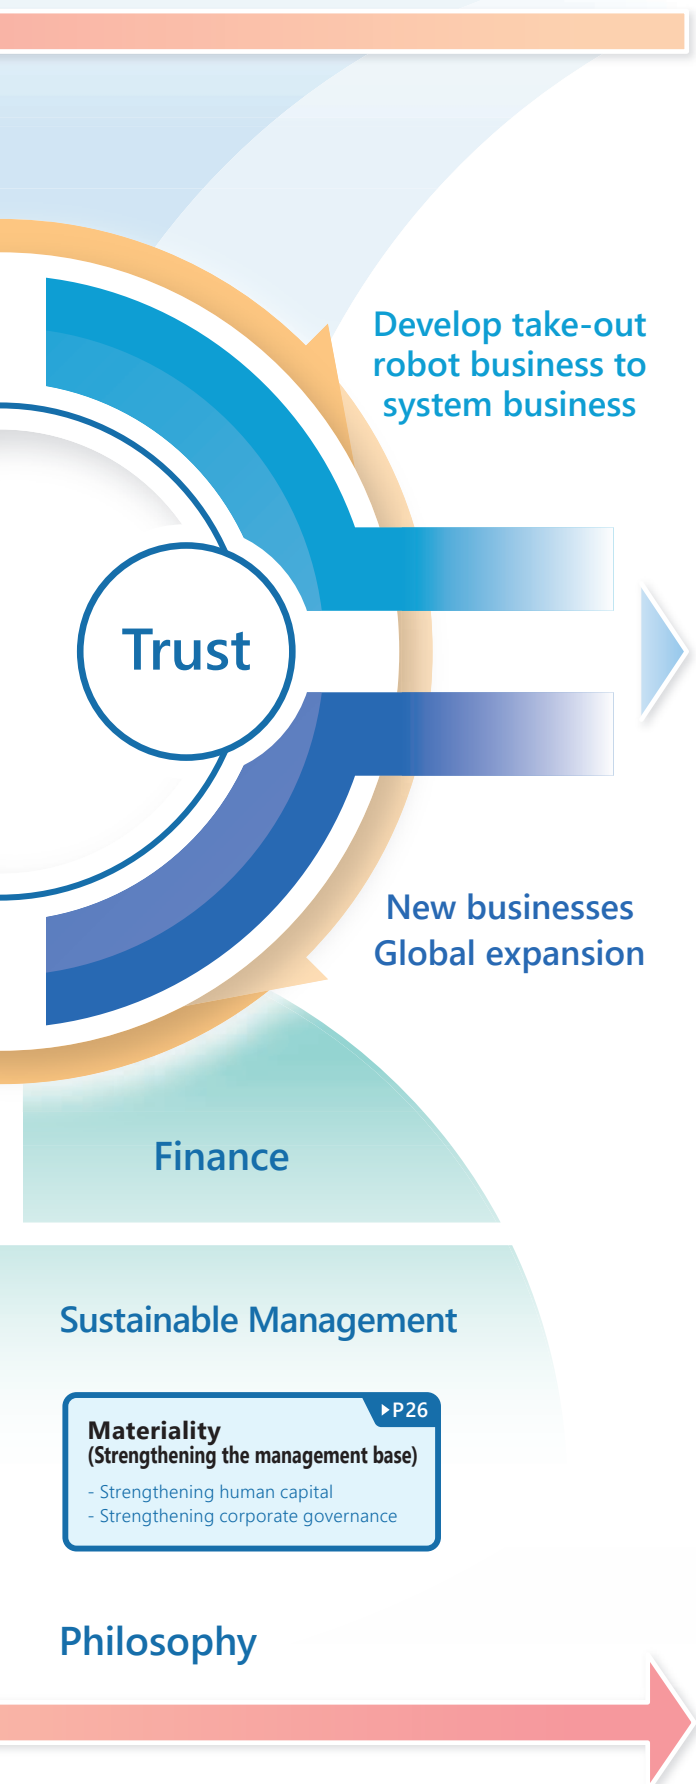 Develop take-out
robot business to
system business
Trust
New businesses
Global expansion
Finance
Sustainable Management
▶P26
Materiality
(Strengthening the management base)
- Strengthening human capital
- Strengthening corporate governance
Philosophy